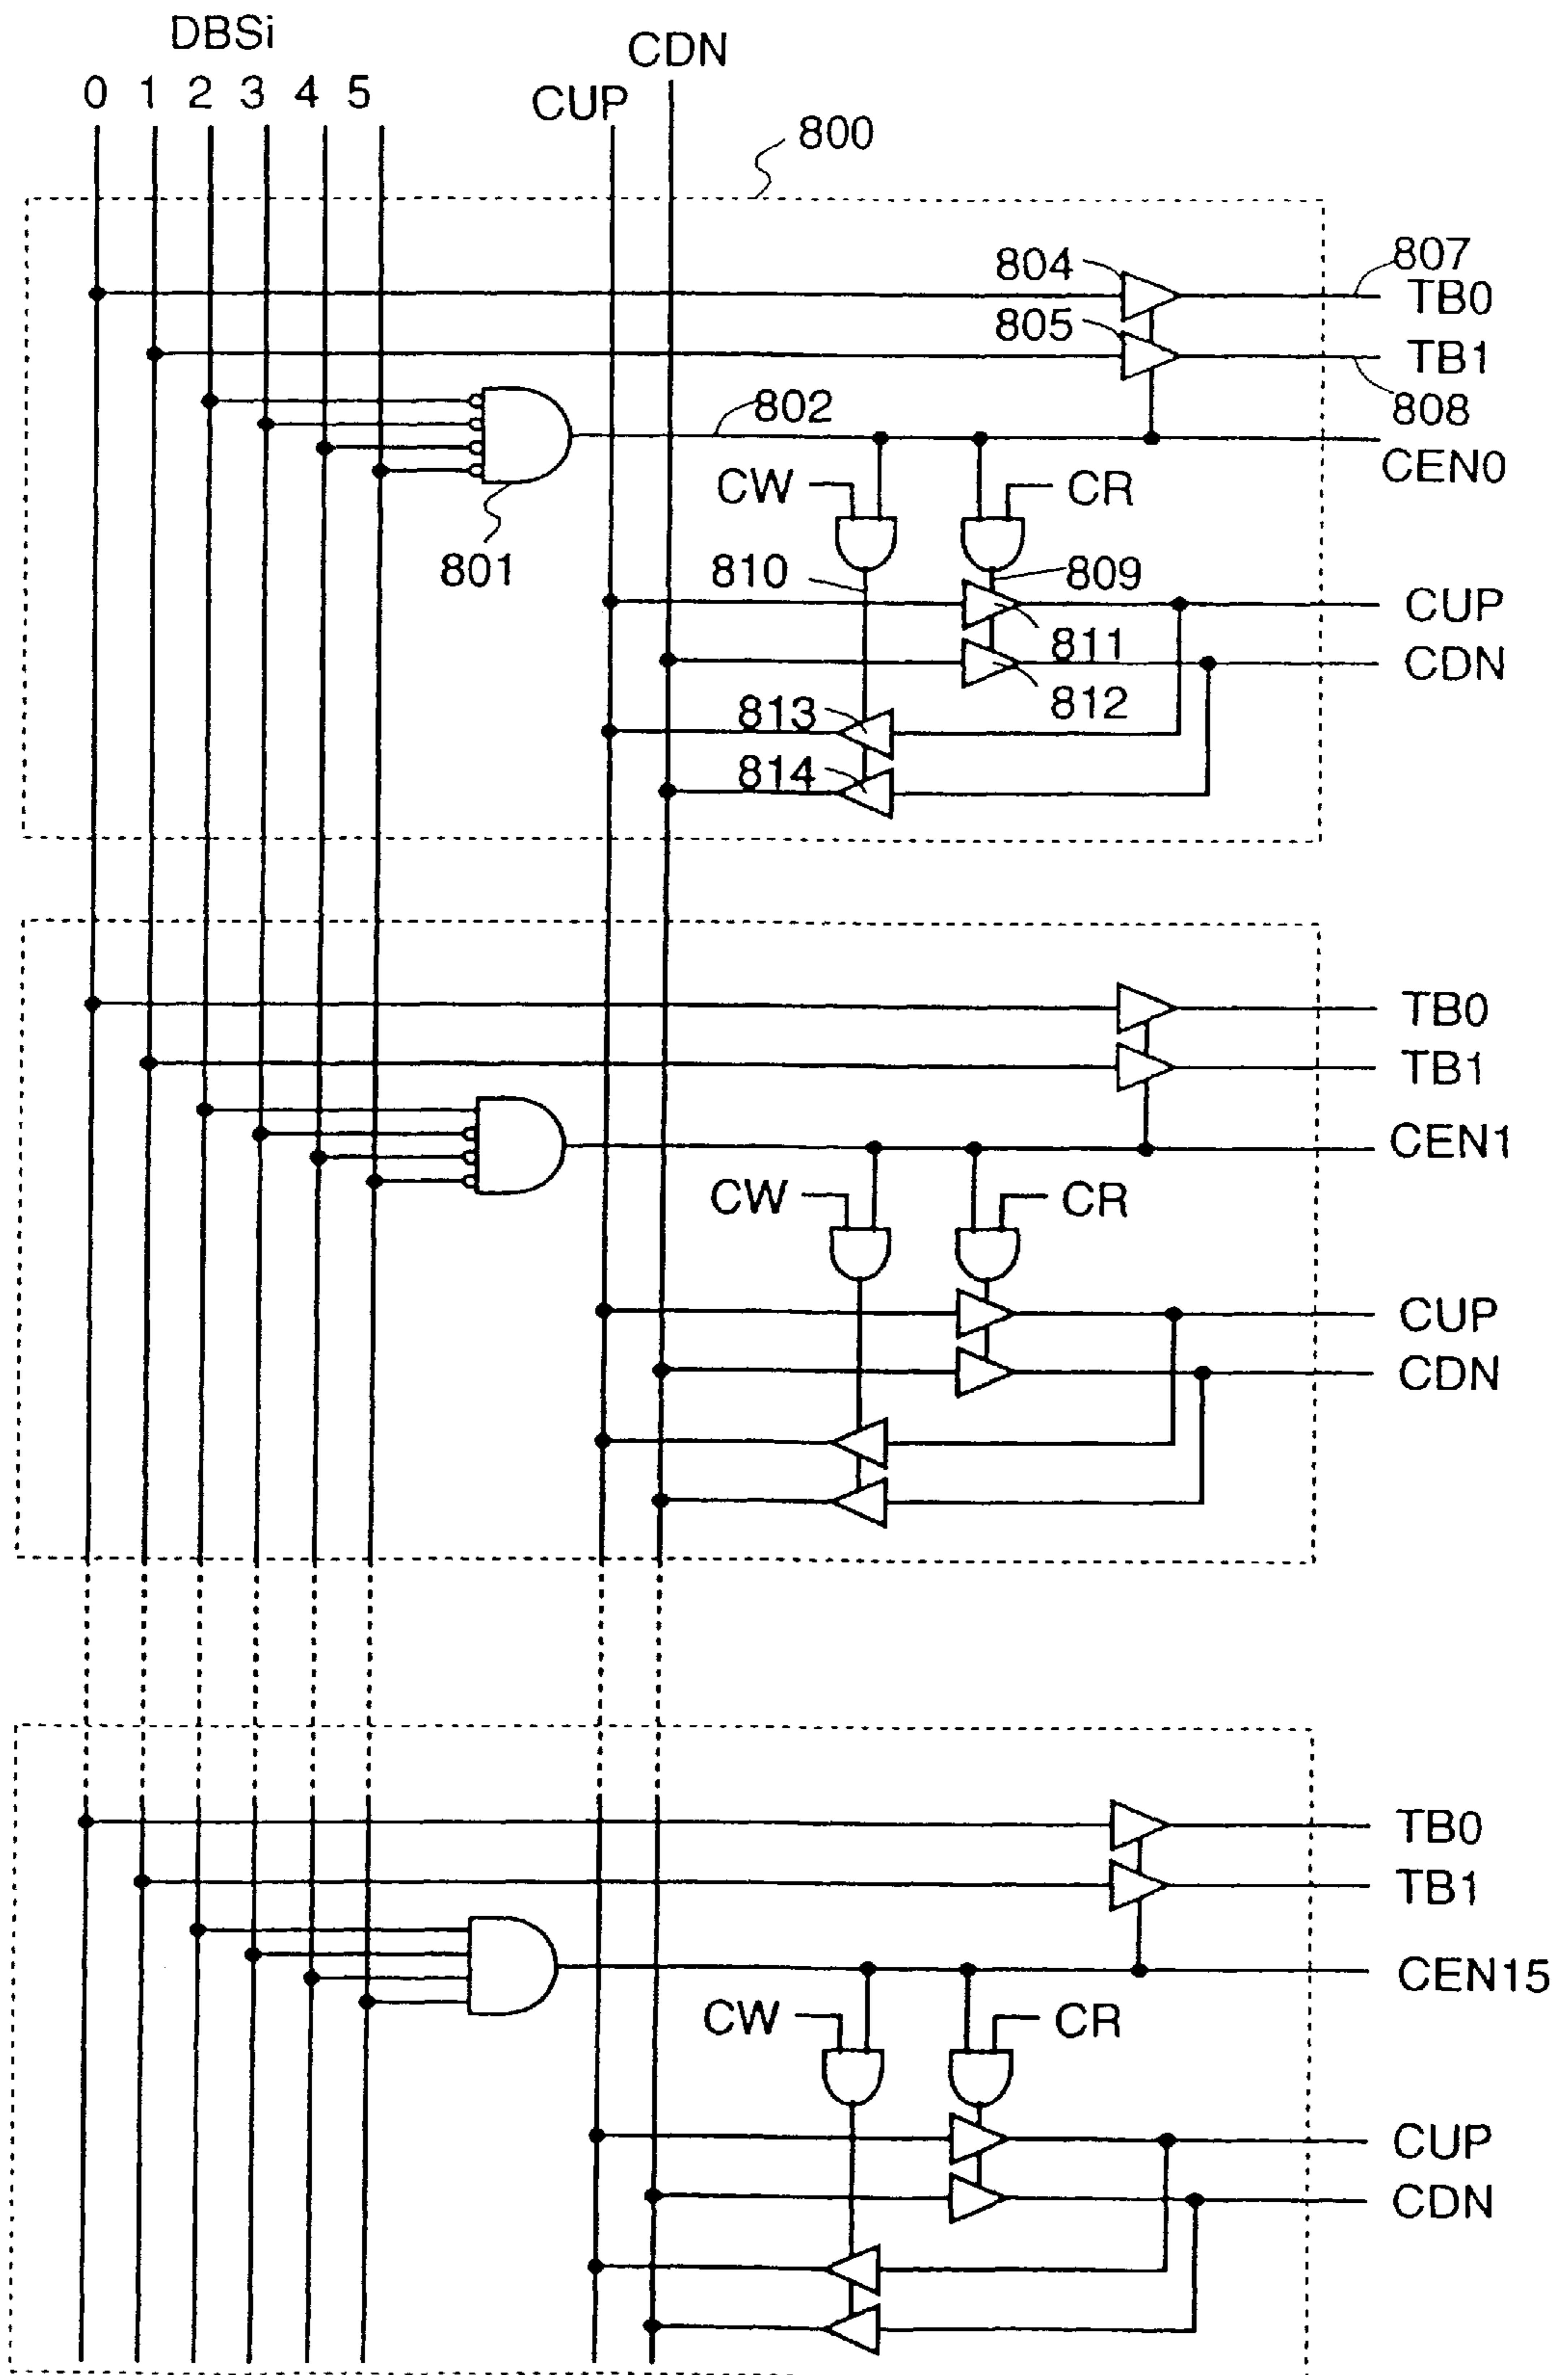 DBSi
0 1 2 3 4 5
CUP
CDN
800
804
807
TB0
805
TB1
808
802
CEN0
CW
CR
801
810
809
CUP
811
CDN
812
813
814
TB0
TB1
CEN1
CW
CR
CUP
CDN
TB0
TB1
CEN15
CW
CR
CUP
CDN